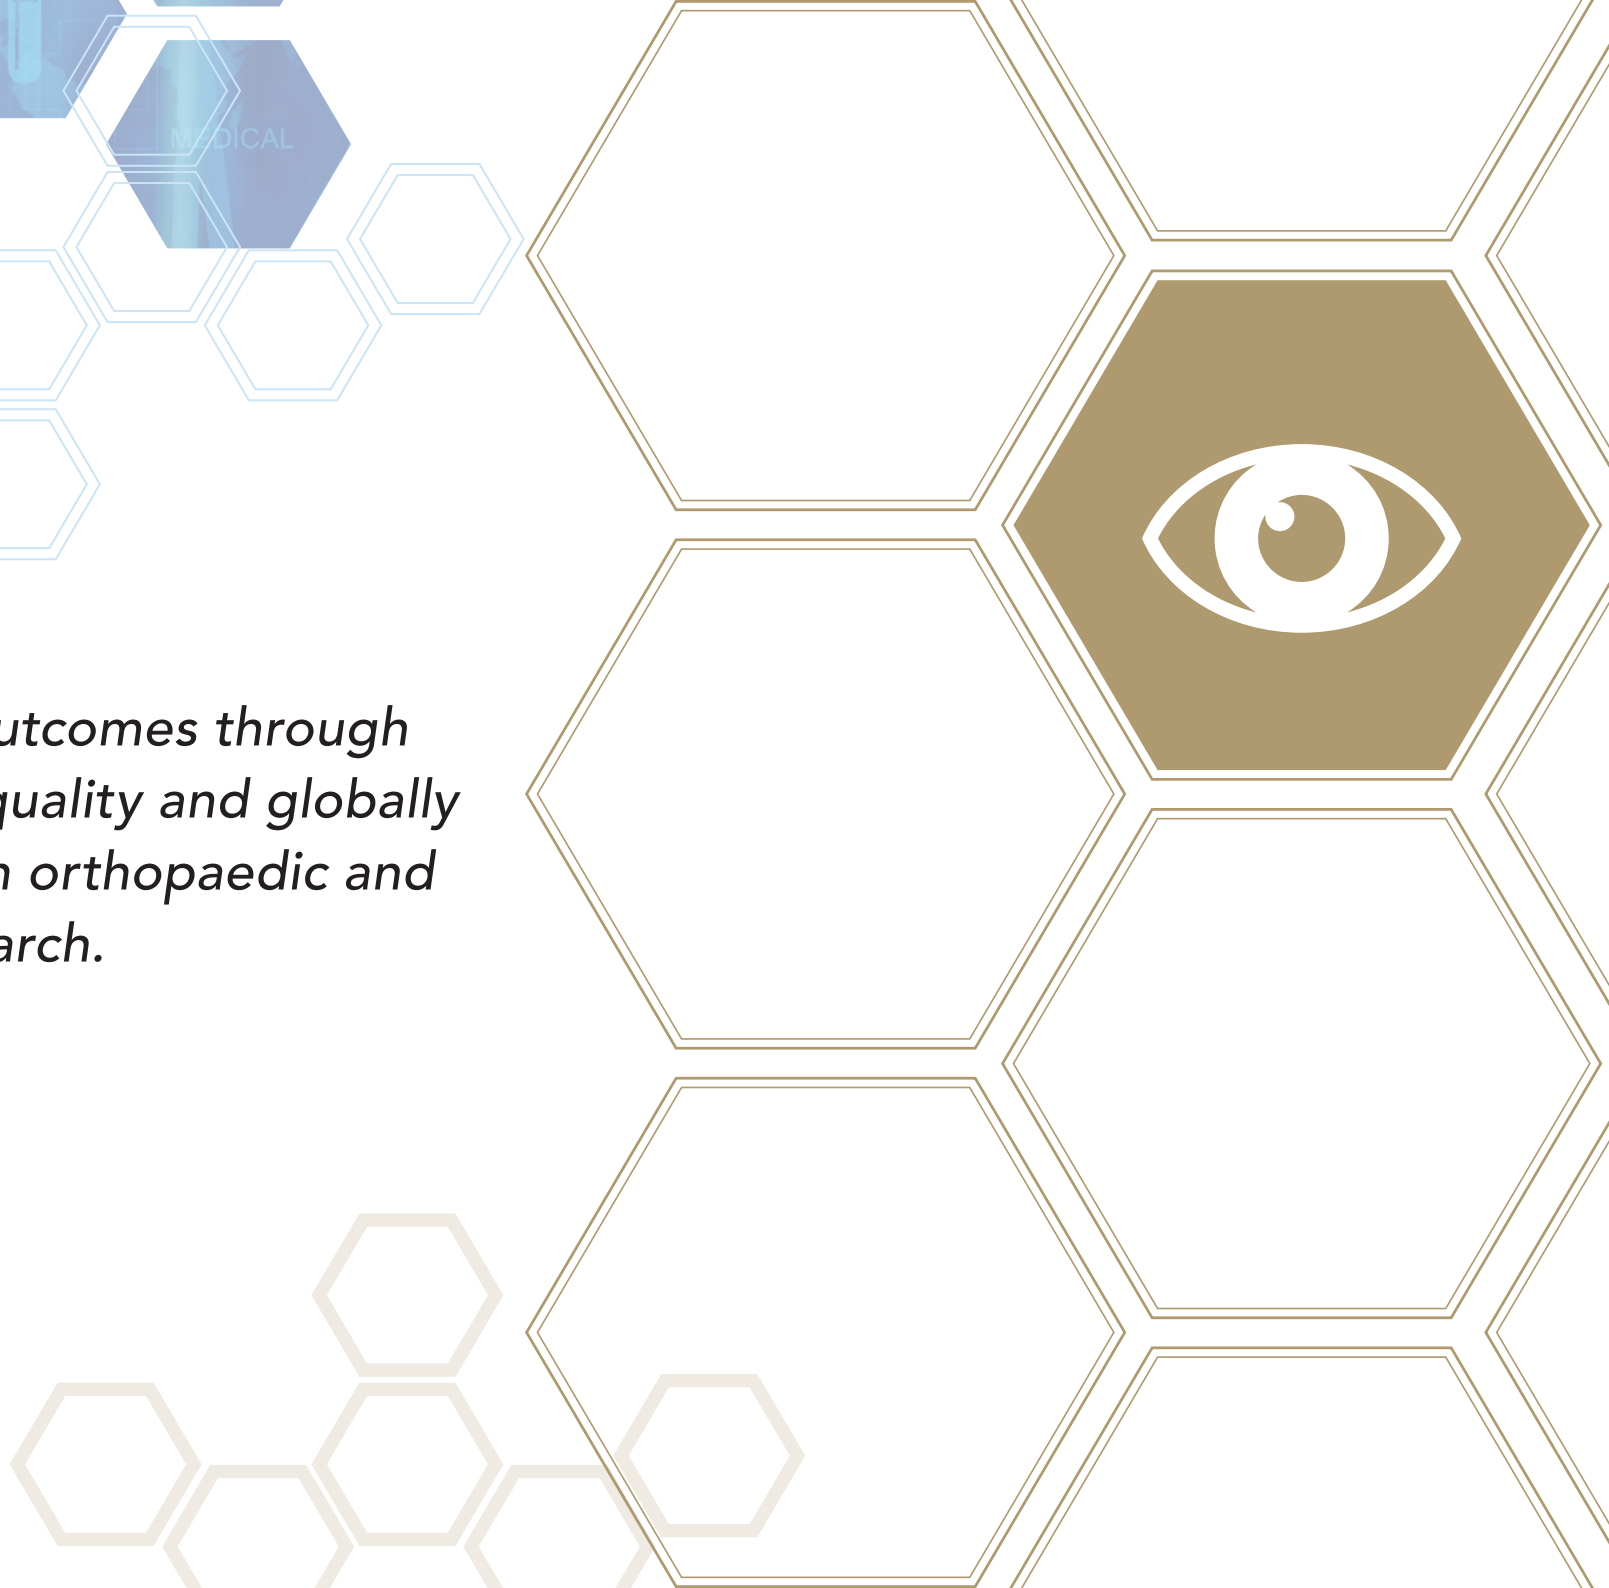 MEDICAL
utcomes through
quality and globally
n orthopaedic and
arch.